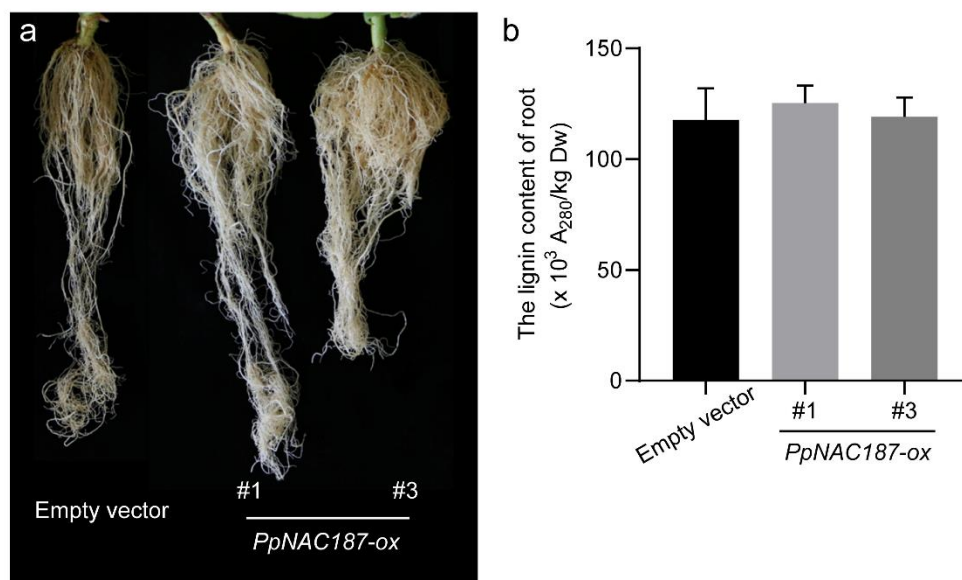 a
Empty vector
#1
#3
PpNAC187-ox
b
The lignin content of root
(x 10³ A₂₈₀/kg Dw)
150
100
50
0
Empty vector
#1
#3
PpNAC187-ox